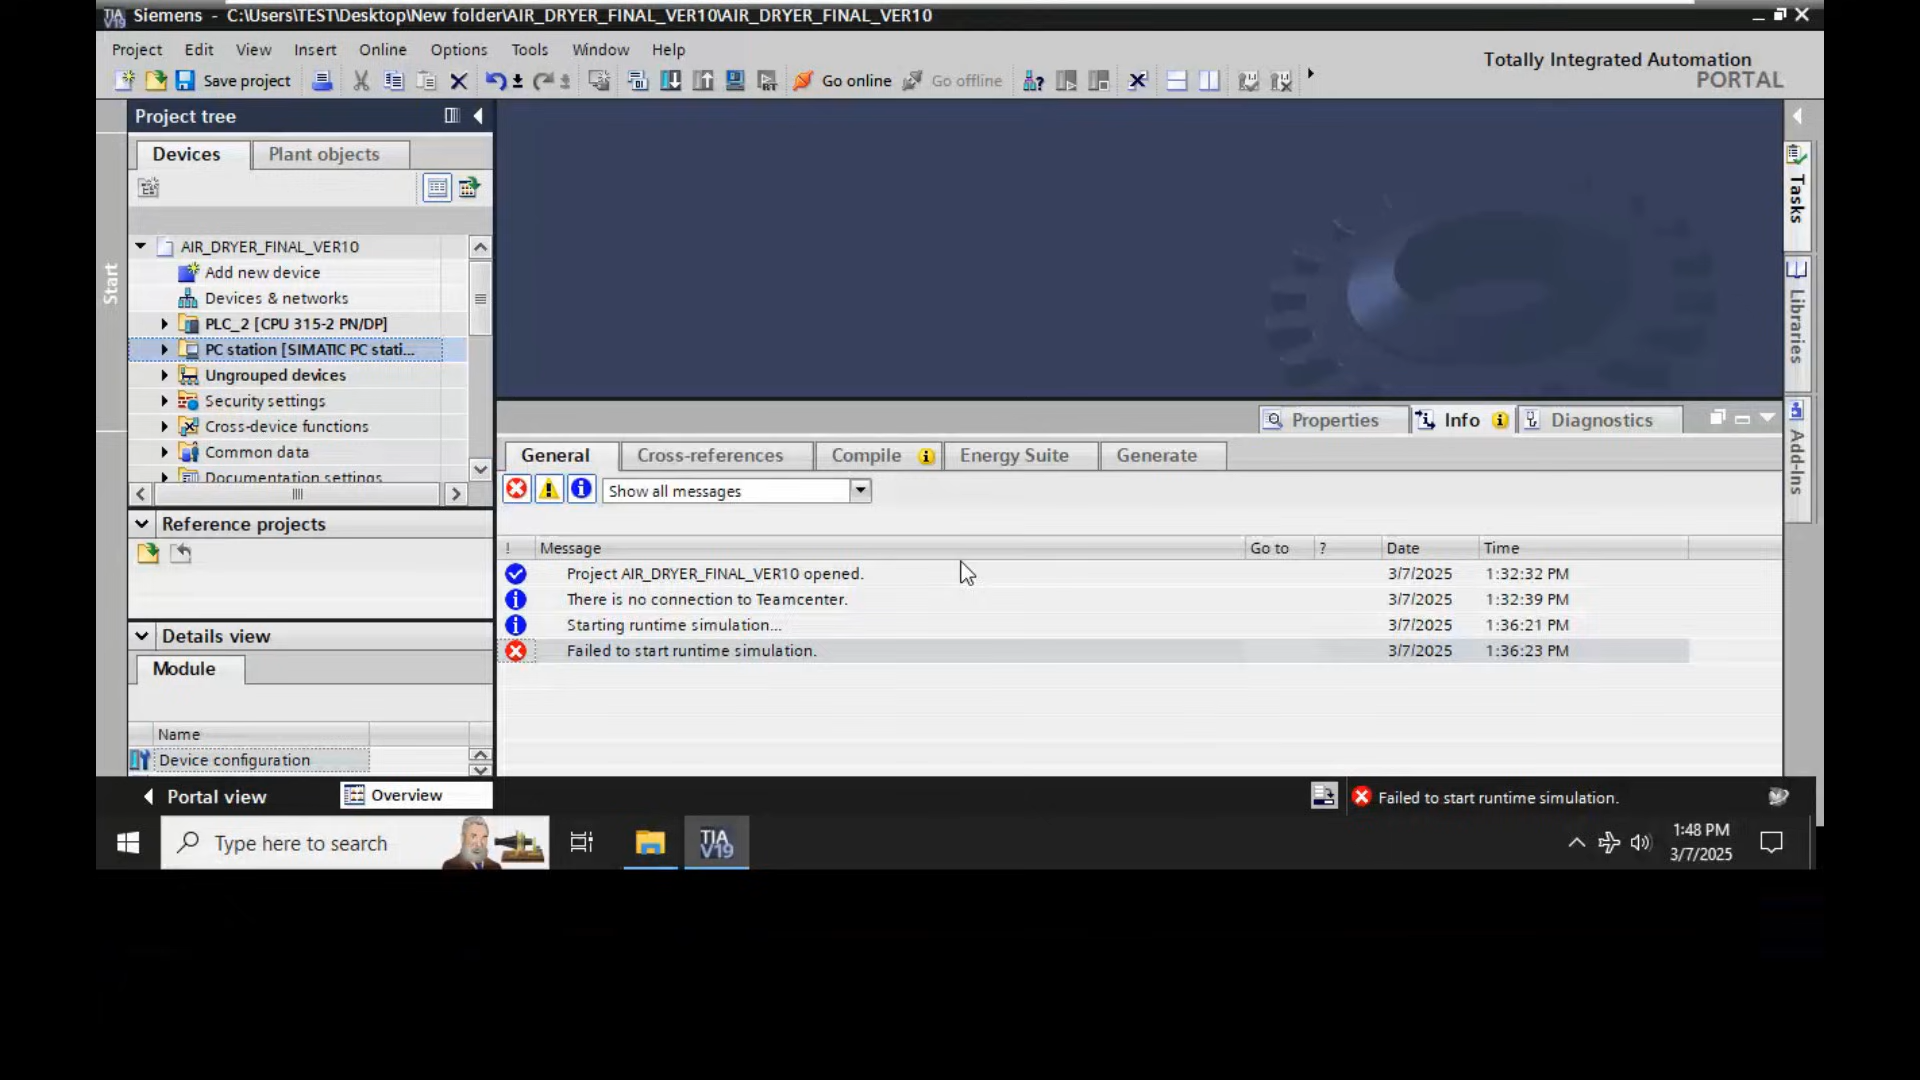 TIA V19 Siemens - C:\Users\TEST\Desktop\New folder\AIR_DRYER_FINAL_VER10\AIR_DRYER_FINAL_VER10
Project Edit View Insert Online Options Tools Window Help
Totally Integrated Automation
PORTAL
Save project Go online Go offline
Project tree
Devices Plant objects
Start
AIR_DRYER_FINAL_VER10
Add new device
Devices & networks
PLC_2 [CPU 315-2 PN/DP]
PC station [SIMATIC PC stati...
Ungrouped devices
Security settings
Cross-device functions
Common data
Documentation settings
Reference projects
Details view
Module
Name
Device configuration
Properties Info Diagnostics
General Cross-references Compile Energy Suite Generate
Show all messages
! Message Go to ? Date Time
Project AIR_DRYER_FINAL_VER10 opened. 3/7/2025 1:32:32 PM
There is no connection to Teamcenter. 3/7/2025 1:32:39 PM
Starting runtime simulation... 3/7/2025 1:36:21 PM
Failed to start runtime simulation. 3/7/2025 1:36:23 PM
Tasks
Libraries
Add-Ins
Portal view Overview Failed to start runtime simulation.
Type here to search
TIA
V19
1:48 PM
3/7/2025